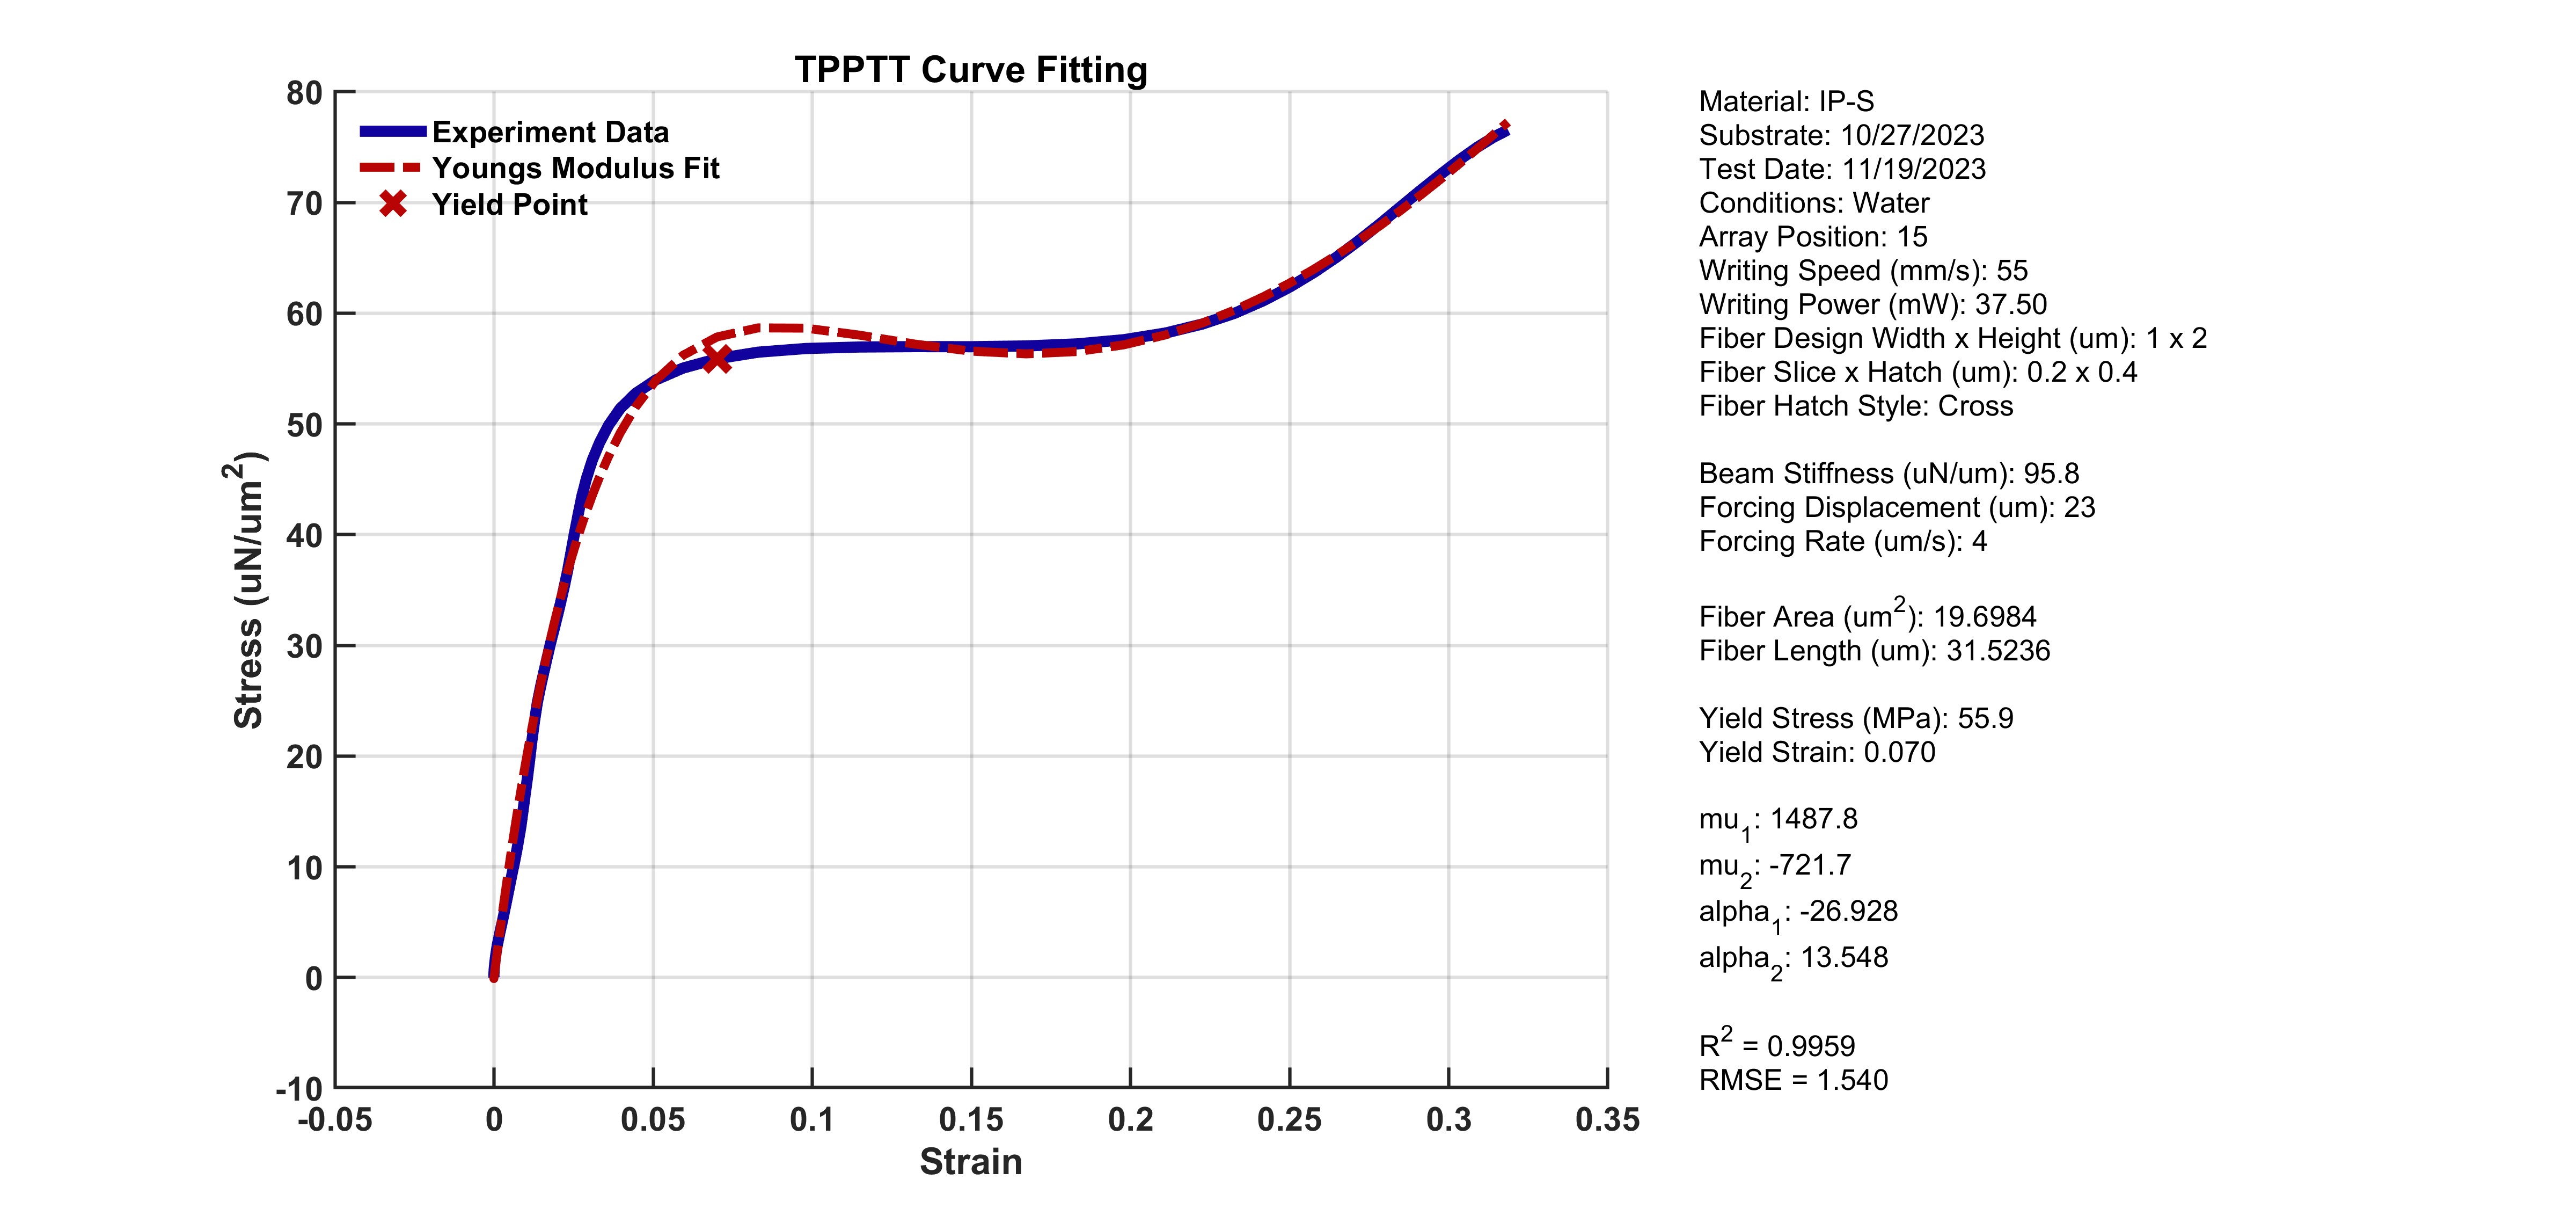 TPPTT Curve Fitting
80
70
60
50
40
30
20
10
0
-10
Stress (uN/um²)
Experiment Data
Youngs Modulus Fit
Yield Point
-0.05 0 0.05 0.1 0.15 0.2 0.25 0.3 0.35
Strain
Material: IP-S
Substrate: 10/27/2023
Test Date: 11/19/2023
Conditions: Water
Array Position: 15
Writing Speed (mm/s): 55
Writing Power (mW): 37.50
Fiber Design Width x Height (um): 1 x 2
Fiber Slice x Hatch (um): 0.2 x 0.4
Fiber Hatch Style: Cross
Beam Stiffness (uN/um): 95.8
Forcing Displacement (um): 23
Forcing Rate (um/s): 4
Fiber Area (um²): 19.6984
Fiber Length (um): 31.5236
Yield Stress (MPa): 55.9
Yield Strain: 0.070
mu₁: 1487.8
mu₂: -721.7
alpha₁: -26.928
alpha₂: 13.548
R² = 0.9959
RMSE = 1.540